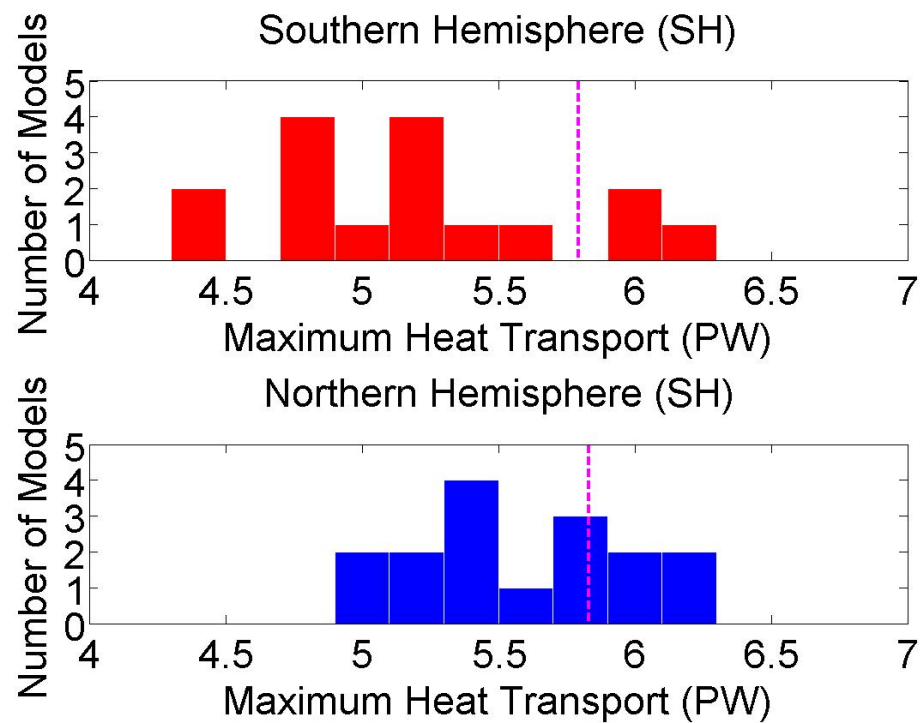 Southern Hemisphere (SH)
Number of Models
5
4
3
2
1
0
4 4.5 5 5.5 6 6.5 7
Maximum Heat Transport (PW)
Northern Hemisphere (SH)
Number of Models
5
4
3
2
1
0
4 4.5 5 5.5 6 6.5 7
Maximum Heat Transport (PW)